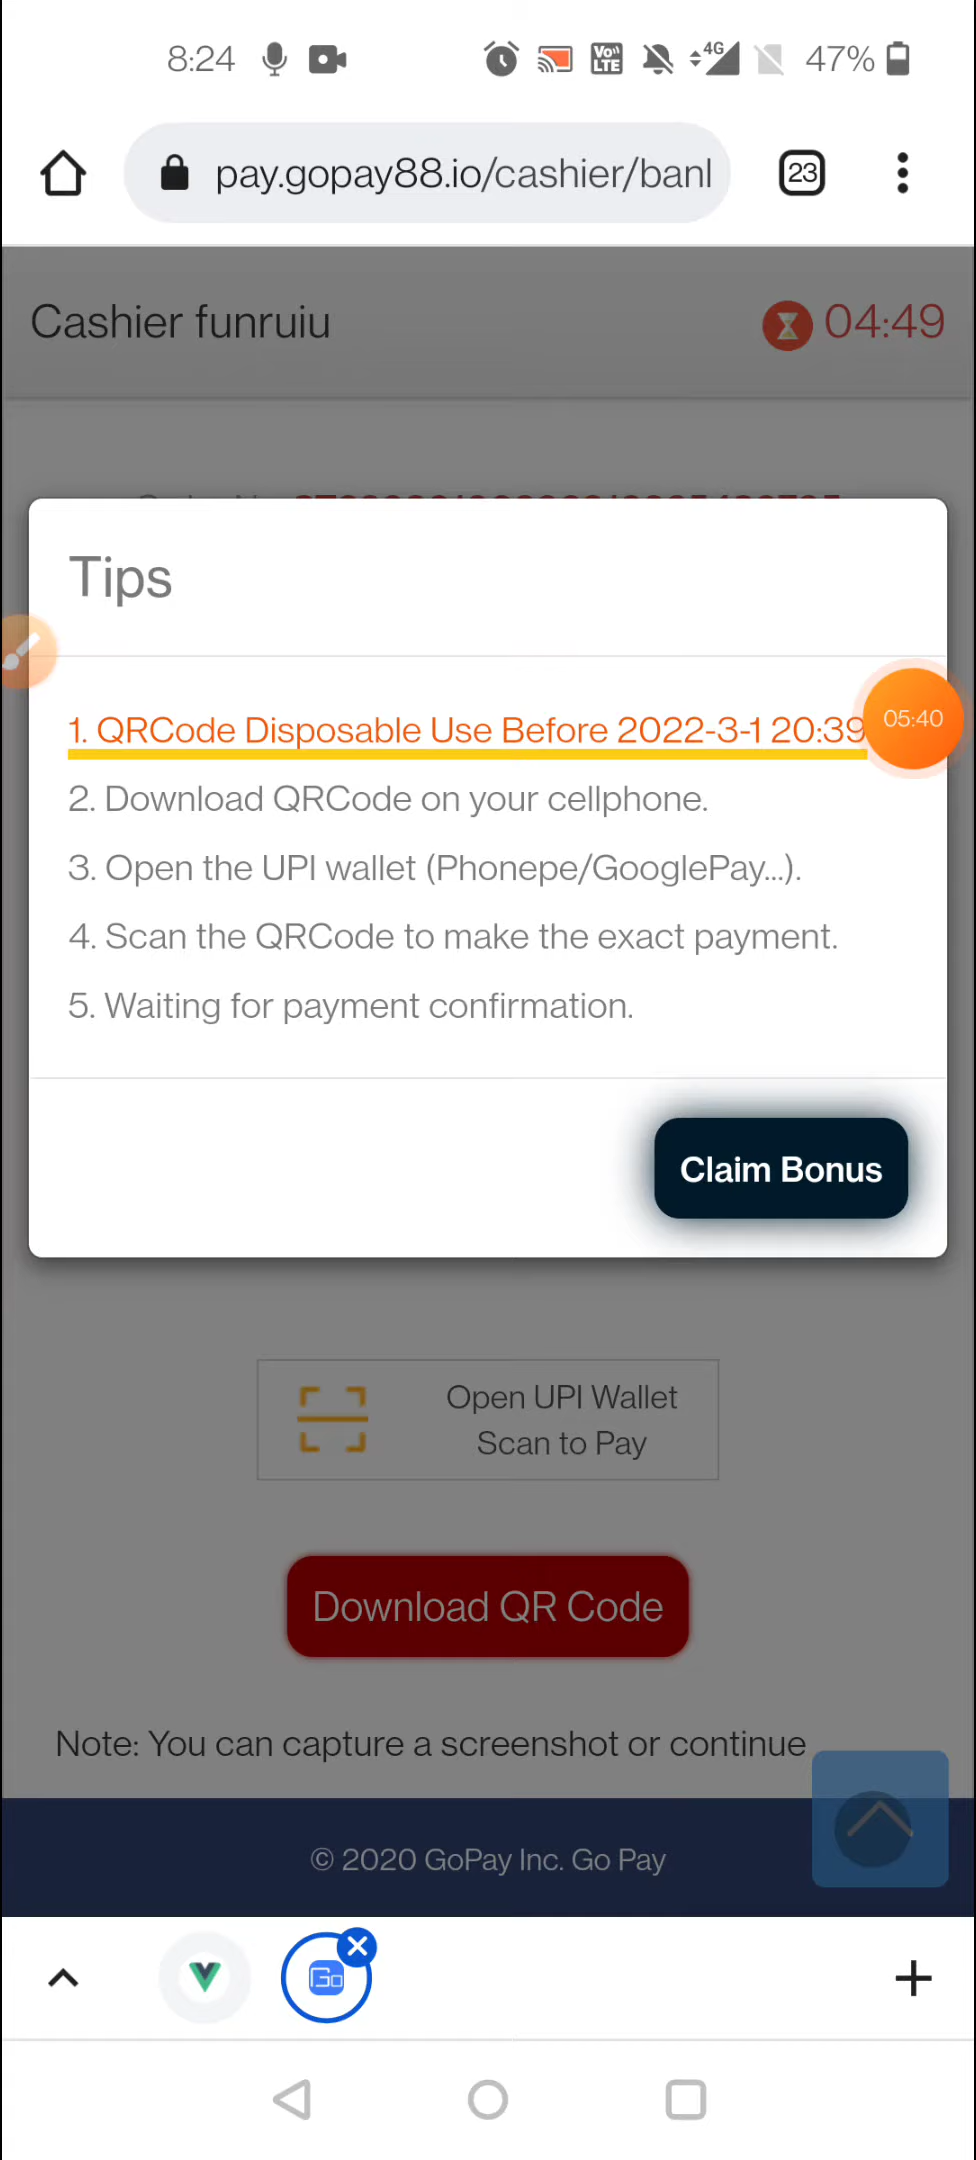 8:24
Vo LTE
4G
47%
pay.gopay88.io/cashier/banl
23
Cashier funruiu
04:49
Tips
1. QRCode Disposable Use Before 2022-3-1 20:39
05:40
2. Download QRCode on your cellphone.
3. Open the UPI wallet (Phonepe/GooglePay...).
4. Scan the QRCode to make the exact payment.
5. Waiting for payment confirmation.
Claim Bonus
Open UPI Wallet
Scan to Pay
Download QR Code
Note: You can capture a screenshot or continue
© 2020 GoPay Inc. Go Pay
Go